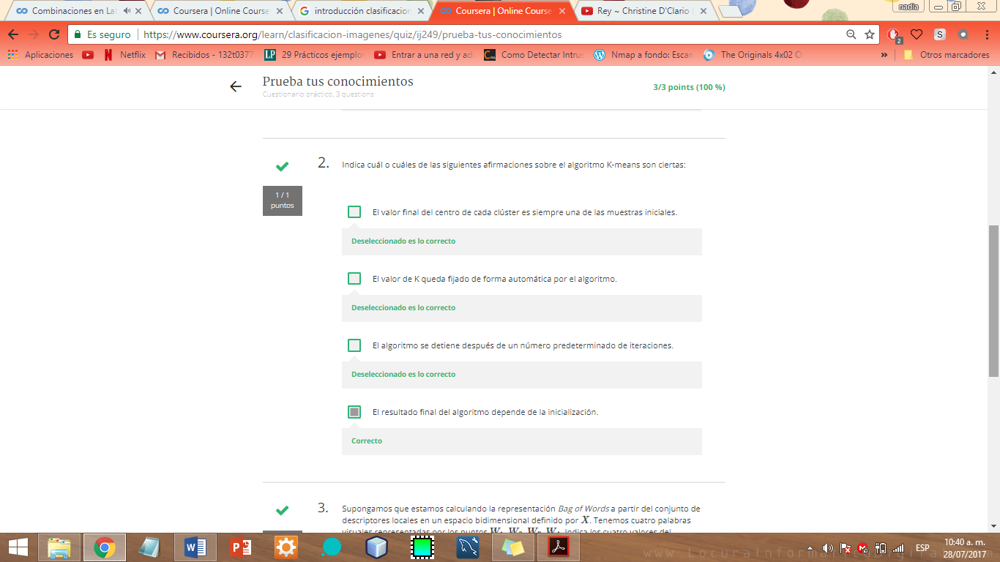 nadia
Combinaciones en La
Coursera | Online Course
introducción clasificacion
Coursera | Online Course
Rey ~ Christine D'Clario
Es seguro
https://www.coursera.org/learn/clasificacion-imagenes/quiz/ij249/prueba-tus-conocimientos
S
2
Aplicaciones
Netflix
Recibidos - 132t0377
LP
29 Prácticos ejemplo
Entrar a una red y ad
Como Detectar Intru
Nmap a fondo: Escan
The Originals 4x02
»
Otros marcadores
Prueba tus conocimientos
Cuestionario práctico, 3 questions
3/3 points (100 %)
2.
Indica cuál o cuáles de las siguientes afirmaciones sobre el algoritmo K-means son ciertas:
1 / 1
puntos
El valor final del centro de cada clúster es siempre una de las muestras iniciales.
Deseleccionado es lo correcto
El valor de K queda fijado de forma automática por el algoritmo.
Deseleccionado es lo correcto
El algoritmo se detiene después de un número predeterminado de iteraciones.
Deseleccionado es lo correcto
El resultado final del algoritmo depende de la inicialización.
Correcto
3.
Supongamos que estamos calculando la representación Bag of Words a partir del conjunto de
descriptores locales en un espacio bidimensional definido por X. Tenemos cuatro palabras
visuales representadas por los puntos Indica los cuatro valores del
ESP
10:40 a. m.
28/07/2017